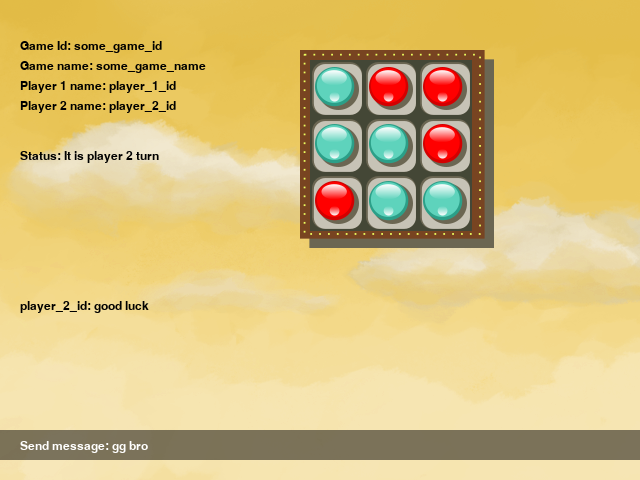 Game Id: some_game_id
Game name: some_game_name
Player 1 name: player_1_id
Player 2 name: player_2_id
Status: It is player 2 turn
player_2_id: good luck
Send message: gg bro